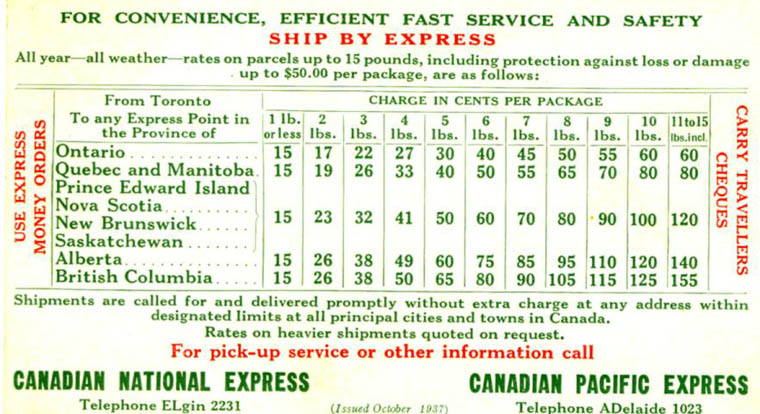 FOR CONVENIENCE, EFFICIENT FAST SERVICE AND SAFETY
SHIP BY EXPRESS
All year—all weather—rates on parcels up to 15 pounds, including protection against loss or damage
up to $50.00 per package, are as follows:
USE EXPRESS
MONEY ORDERS
From Toronto
To any Express Point in
the Province of
CHARGE IN CENTS PER PACKAGE
1 lb. or less 2 lbs. 3 lbs. 4 lbs. 5 lbs. 6 lbs. 7 lbs. 8 lbs. 9 lbs. 10 lbs. 11 to 15 lbs. incl.
Ontario 15 17 22 27 30 40 45 50 55 60 60
Quebec and Manitoba 15 19 26 33 40 50 55 65 70 80 80
Prince Edward Island
Nova Scotia
New Brunswick 15 23 32 41 50 60 70 80 90 100 120
Saskatchewan
Alberta 15 26 38 49 60 75 85 95 110 120 140
British Columbia 15 26 38 50 65 80 90 105 115 125 155
CARRY TRAVELLERS
CHEQUES
Shipments are called for and delivered promptly without extra charge at any address within
designated limits at all principal cities and towns in Canada.
Rates on heavier shipments quoted on request.
For pick-up service or other information call
CANADIAN NATIONAL EXPRESS CANADIAN PACIFIC EXPRESS
Telephone ELgin 2231 (Issued October 1937) Telephone ADelaide 1023